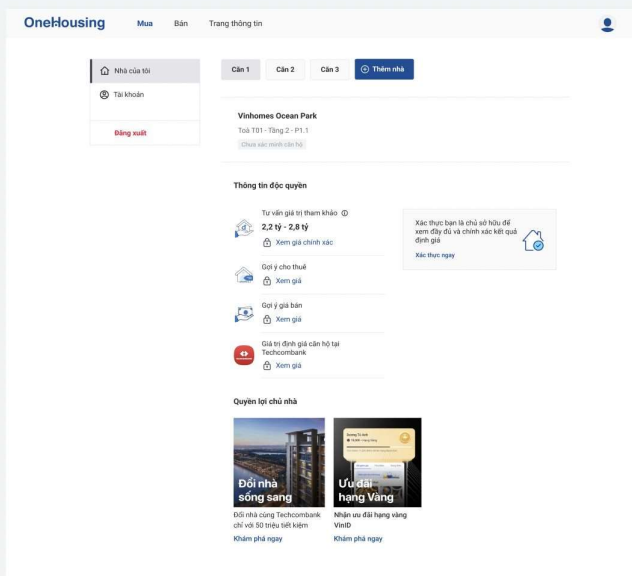 OneHousing
Mua
Bán
Trang thông tin
Nhà của tôi
Tài khoản
Đăng xuất
Căn 1
Căn 2
Căn 3
Thêm nhà
Vinhomes Ocean Park
Toà T01 - Tầng 2 - P1.1
Chưa xác minh căn hộ
Thông tin độc quyền
Tư vấn giá trị tham khảo
2,2 tỷ - 2,8 tỷ
Xem giá chính xác
Gợi ý cho thuê
Xem giá
Gợi ý giá bán
Xem giá
Giá trị định giá căn hộ tại
Techcombank
Xem giá
Xác thực bạn là chủ sở hữu để
xem đầy đủ và chính xác kết quả
định giá
Xác thực ngay
Quyền lợi chủ nhà
Đổi nhà
sống sang
Đổi nhà cùng Techcombank
chỉ với 50 triệu tiết kiệm
Khám phá ngay
Ưu đãi
hạng Vàng
Nhận ưu đãi hạng vàng
VinID
Khám phá ngay